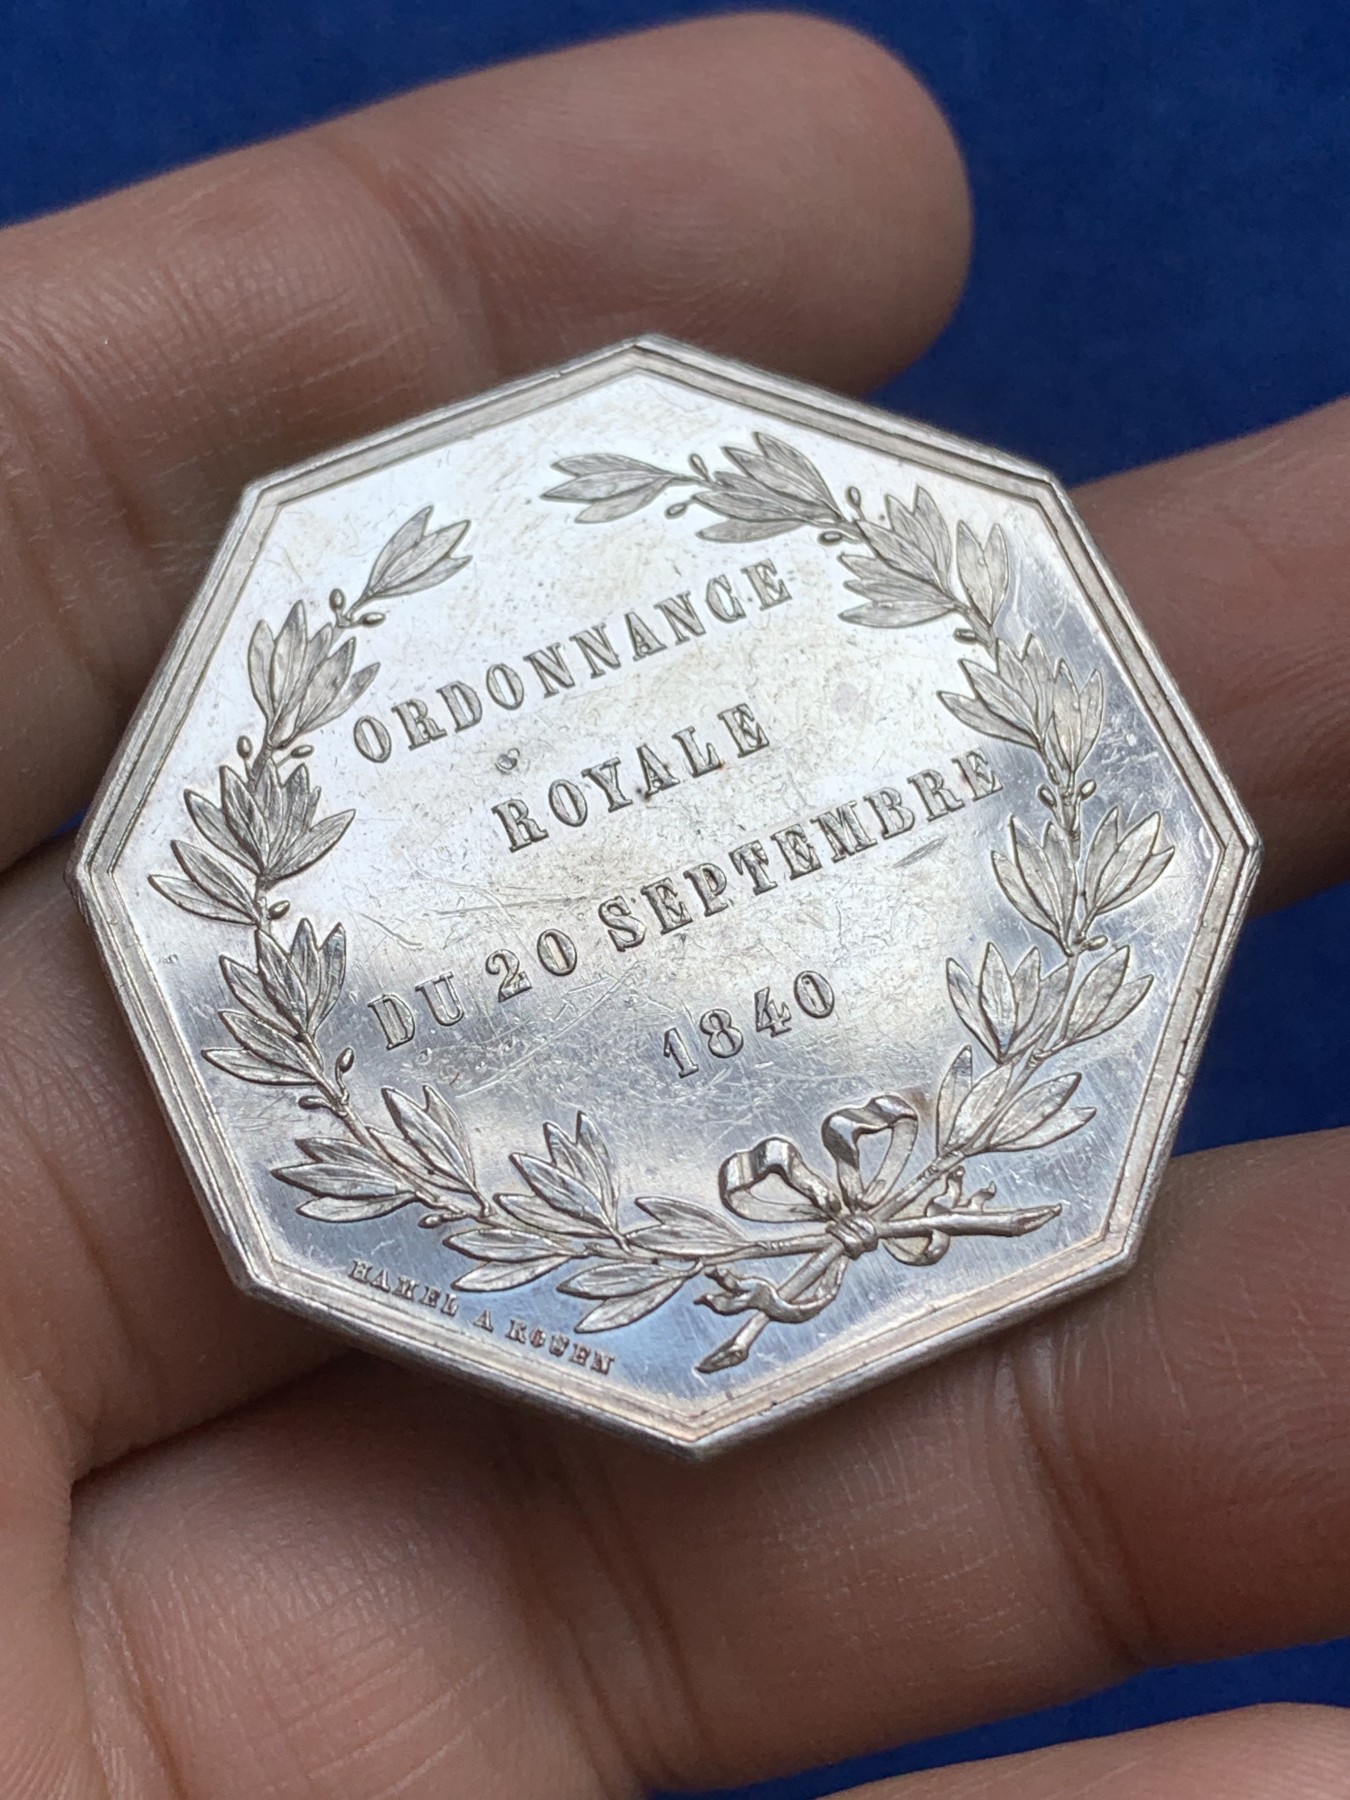 ORDONNANCE
ROYALE
DU 20 SEPTEMBRE
1840
HAMEL A ROUEN